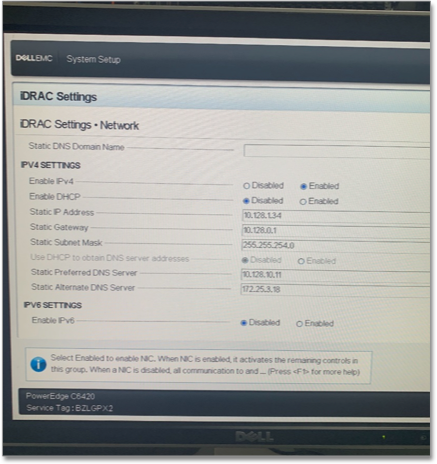 DELLEMC System Setup
iDRAC Settings
iDRAC Settings • Network
Static DNS Domain Name
IPV4 SETTINGS
Enable IPv4 Disabled Enabled
Enable DHCP Disabled Enabled
Static IP Address 10.128.1.34
Static Gateway 10.128.0.1
Static Subnet Mask 255.255.254.0
Use DHCP to obtain DNS server addresses Disabled Enabled
Static Preferred DNS Server 10.128.10.11
Static Alternate DNS Server 172.25.3.18
IPV6 SETTINGS
Enable IPv6 Disabled Enabled
Select Enabled to enable NIC. When NIC is enabled, it activates the remaining controls in
this group. When a NIC is disabled, all communication to and ... (Press <F1> for more help)
PowerEdge C6420
Service Tag : BZLGPX2
DELL